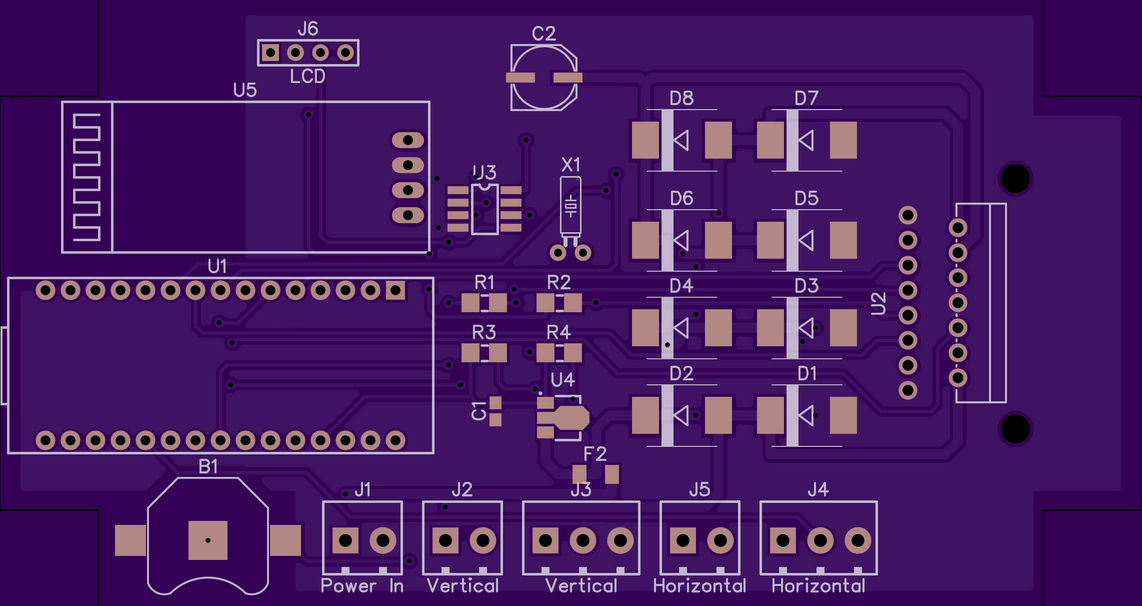 J6
LCD
C2
U5
D8 D7
U3
X1
D6 D5
U1
R1 R2
D4 D3
U2
R3 R4
U4
D2 D1
C1
F2
B1
J1 J2 J3 J5 J4
Power In Vertical Vertical Horizontal Horizontal